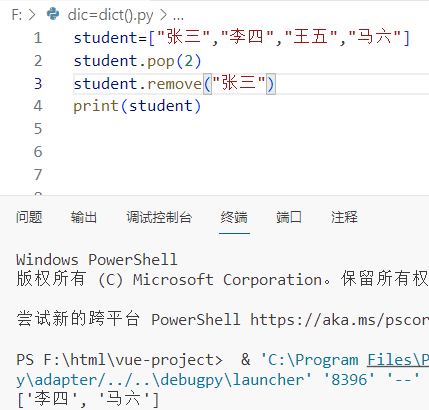 F: > dic=dict().py > ...
1 student=["张三","李四","王五","马六"]
2 student.pop(2)
3 student.remove("张三")
4 print(student)
5
6
7
问题 输出 调试控制台 终端 端口 注释
Windows PowerShell
版权所有 (C) Microsoft Corporation。保留所有权
尝试新的跨平台 PowerShell https://aka.ms/pscor
PS F:\html\vue-project> & 'C:\Program Files\P
y\adapter/../..\debugpy\launcher' '8396' '--'
['李四', '马六']